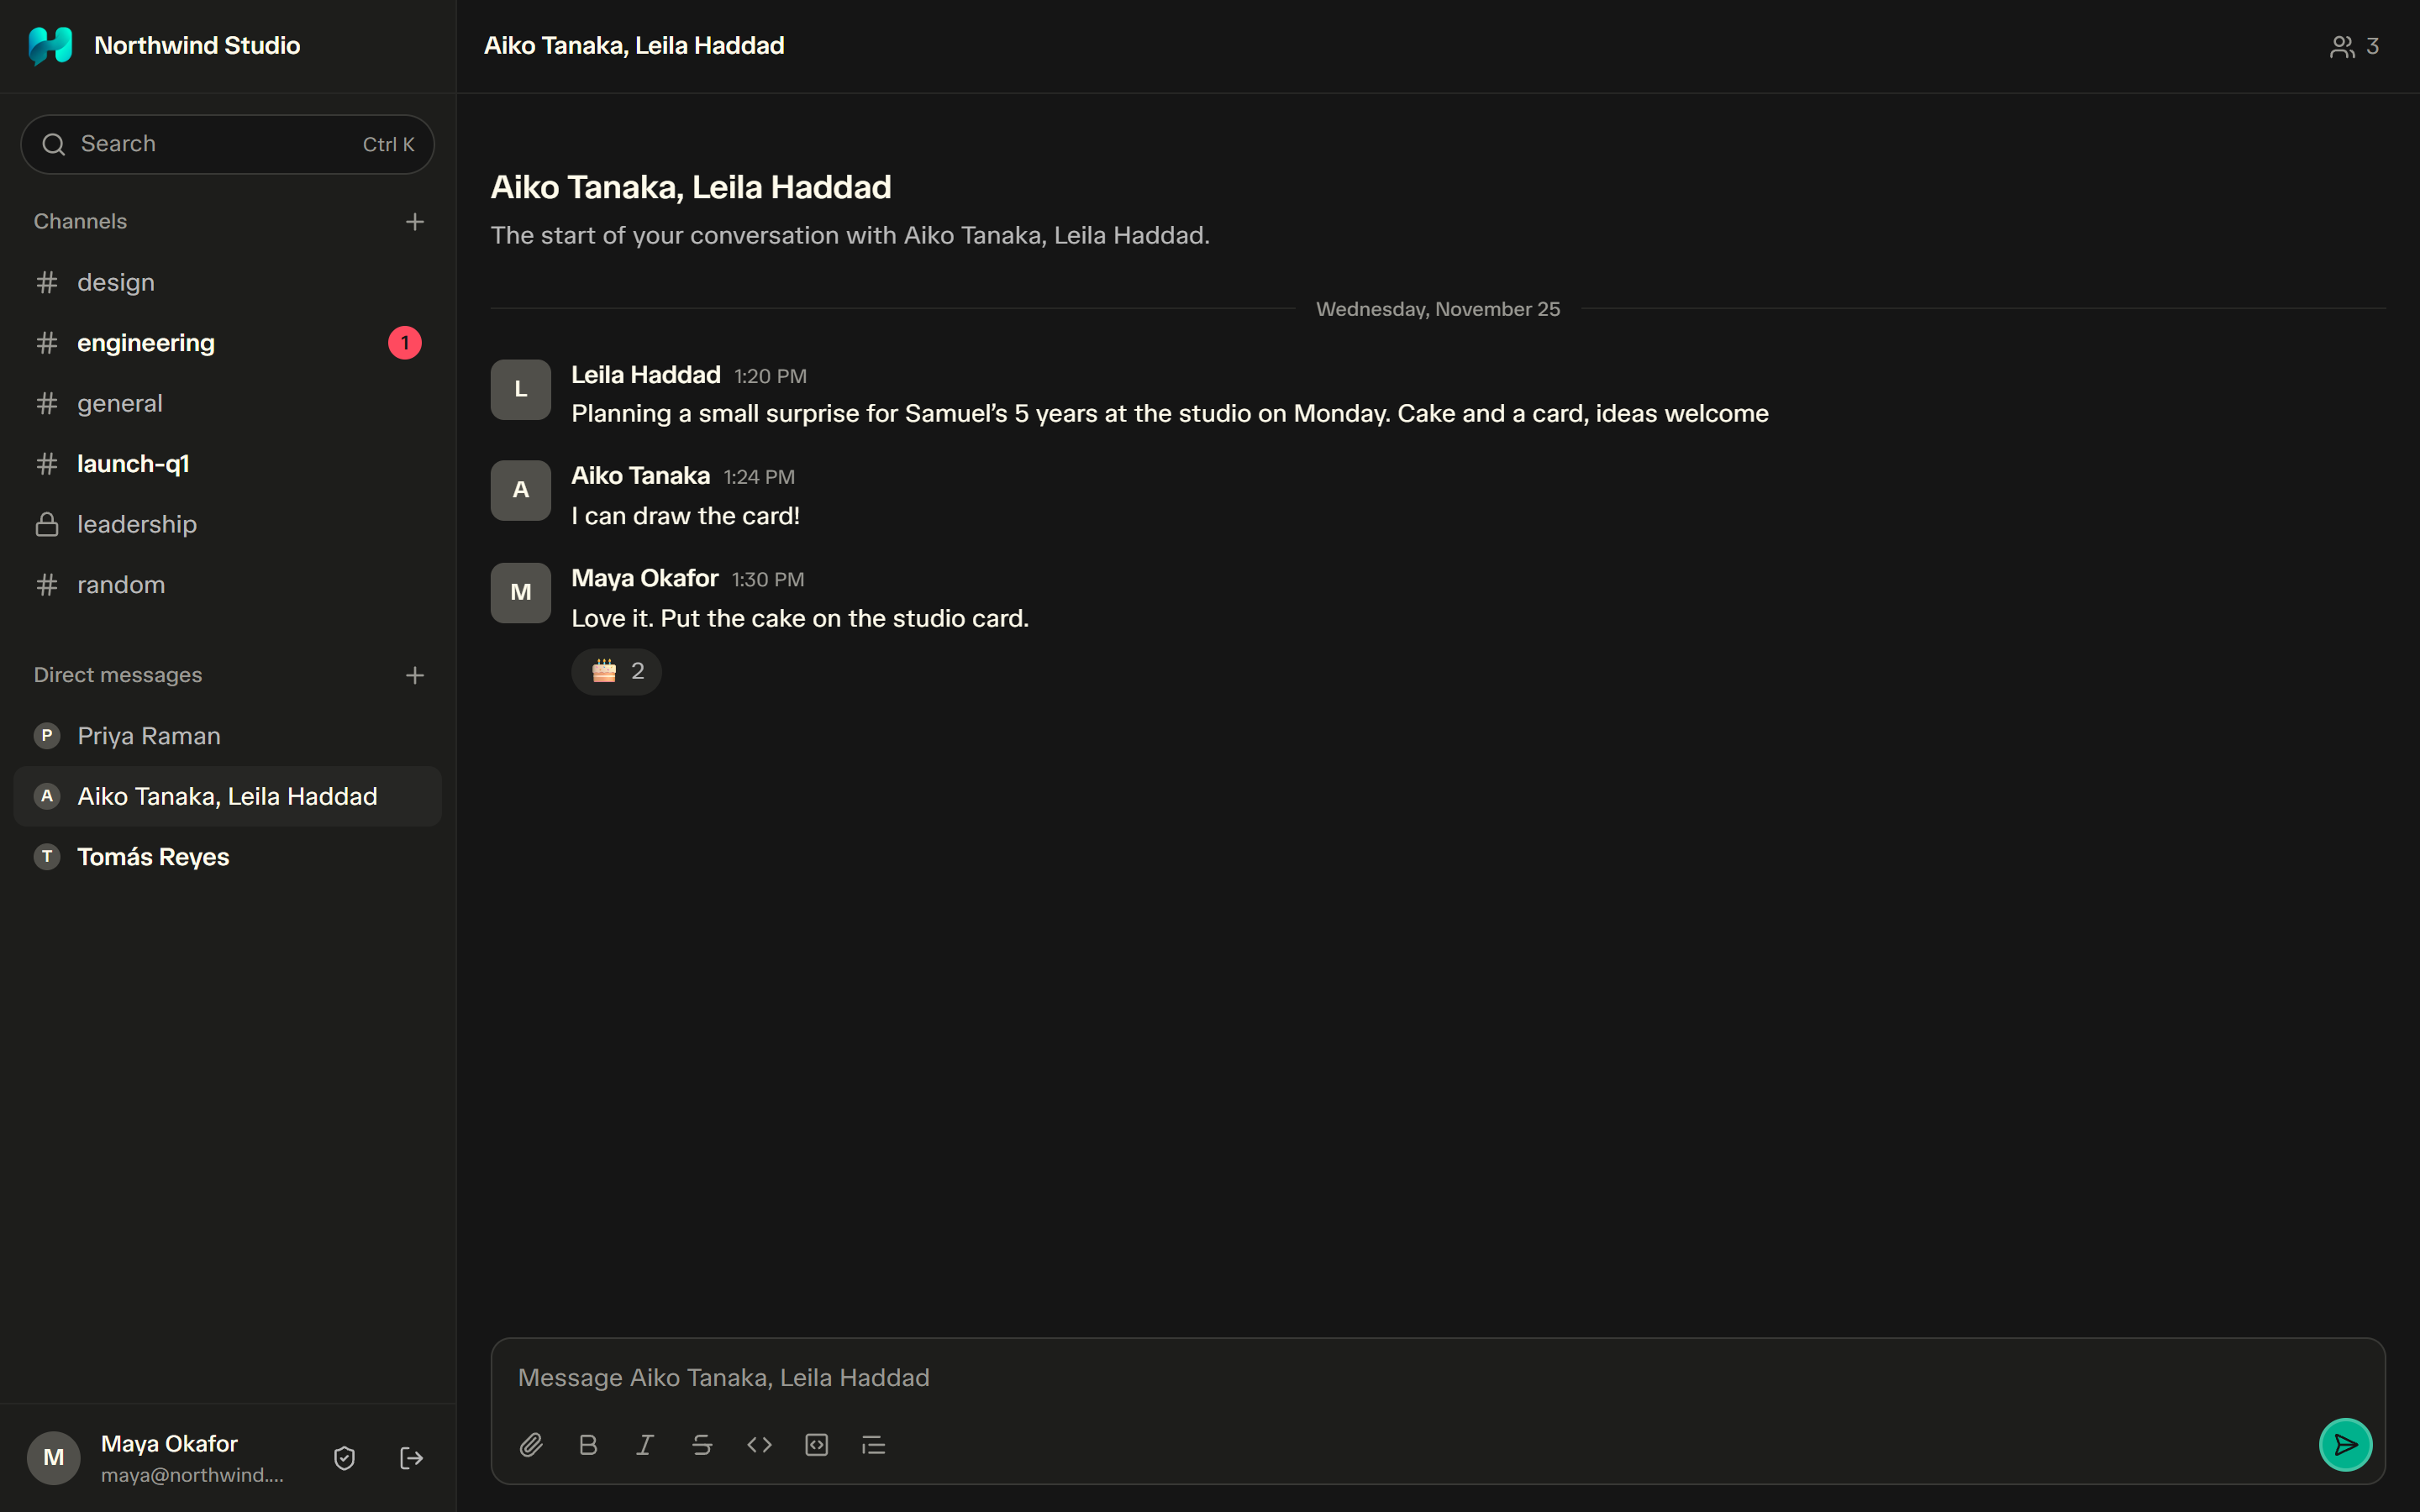 Northwind Studio
Search Ctrl K
Channels
design
engineering 1
general
launch-q1
leadership
random
Direct messages
P Priya Raman
A Aiko Tanaka, Leila Haddad
T Tomás Reyes
M Maya Okafor
maya@northwind....
Aiko Tanaka, Leila Haddad
3
Aiko Tanaka, Leila Haddad
The start of your conversation with Aiko Tanaka, Leila Haddad.
Wednesday, November 25
L Leila Haddad 1:20 PM
Planning a small surprise for Samuel’s 5 years at the studio on Monday. Cake and a card, ideas welcome
A Aiko Tanaka 1:24 PM
I can draw the card!
M Maya Okafor 1:30 PM
Love it. Put the cake on the studio card.
🎂 2
Message Aiko Tanaka, Leila Haddad